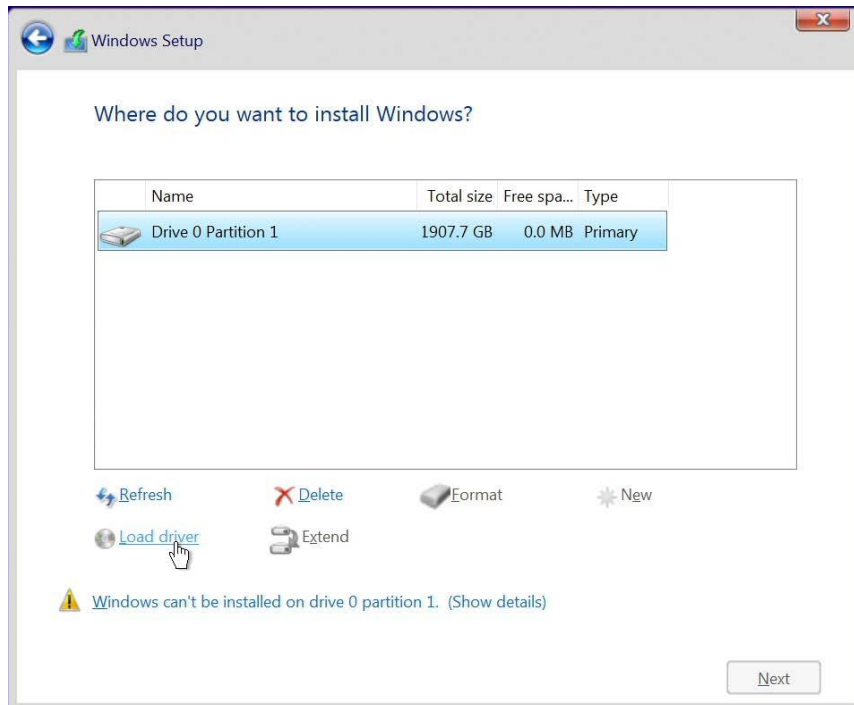 Windows Setup
Where do you want to install Windows?
Name Total size Free spa... Type
Drive 0 Partition 1 1907.7 GB 0.0 MB Primary
Refresh Delete Format New
Load driver Extend
Windows can't be installed on drive 0 partition 1. (Show details)
Next